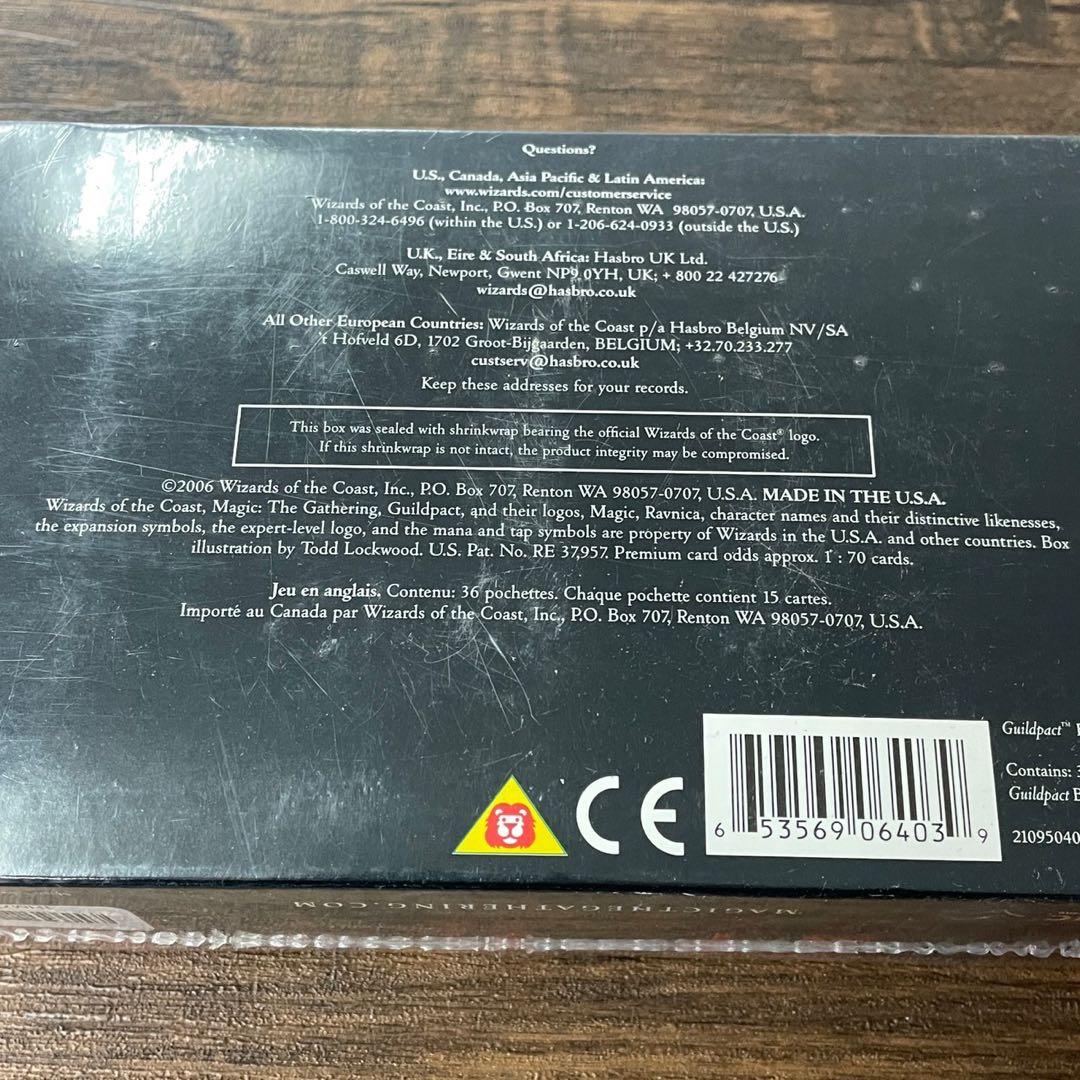 Questions?
U.S., Canada, Asia Pacific & Latin America:
www.wizards.com/customerservice
Wizards of the Coast, Inc., P.O. Box 707, Renton WA 98057-0707, U.S.A.
1-800-324-6496 (within the U.S.) or 1-206-624-0933 (outside the U.S.)
U.K., Eire & South Africa: Hasbro UK Ltd.
Caswell Way, Newport, Gwent NP9 0YH, UK; + 800 22 427276
wizards@hasbro.co.uk
All Other European Countries: Wizards of the Coast p/a Hasbro Belgium NV/SA
't Hofveld 6D, 1702 Groot-Bijgaarden, BELGIUM; +32.70.233.277
custserv@hasbro.co.uk
Keep these addresses for your records.
This box was sealed with shrinkwrap bearing the official Wizards of the Coast® logo.
If this shrinkwrap is not intact, the product integrity may be compromised.
©2006 Wizards of the Coast, Inc., P.O. Box 707, Renton WA 98057-0707, U.S.A. MADE IN THE U.S.A.
Wizards of the Coast, Magic: The Gathering, Guildpact, and their logos, Magic, Ravnica, character names and their distinctive likenesses,
the expansion symbols, the expert-level logo, and the mana and tap symbols are property of Wizards in the U.S.A. and other countries. Box
illustration by Todd Lockwood. U.S. Pat. No. RE 37,957. Premium card odds approx. 1 : 70 cards.
Jeu en anglais. Contenu: 36 pochettes. Chaque pochette contient 15 cartes.
Importé au Canada par Wizards of the Coast, Inc., P.O. Box 707, Renton WA 98057-0707, U.S.A.
Guildpact™
Contains: 3
Guildpact B
CE
6 53569 06403 9
21095040
MAGICTHEGATHERING.COM